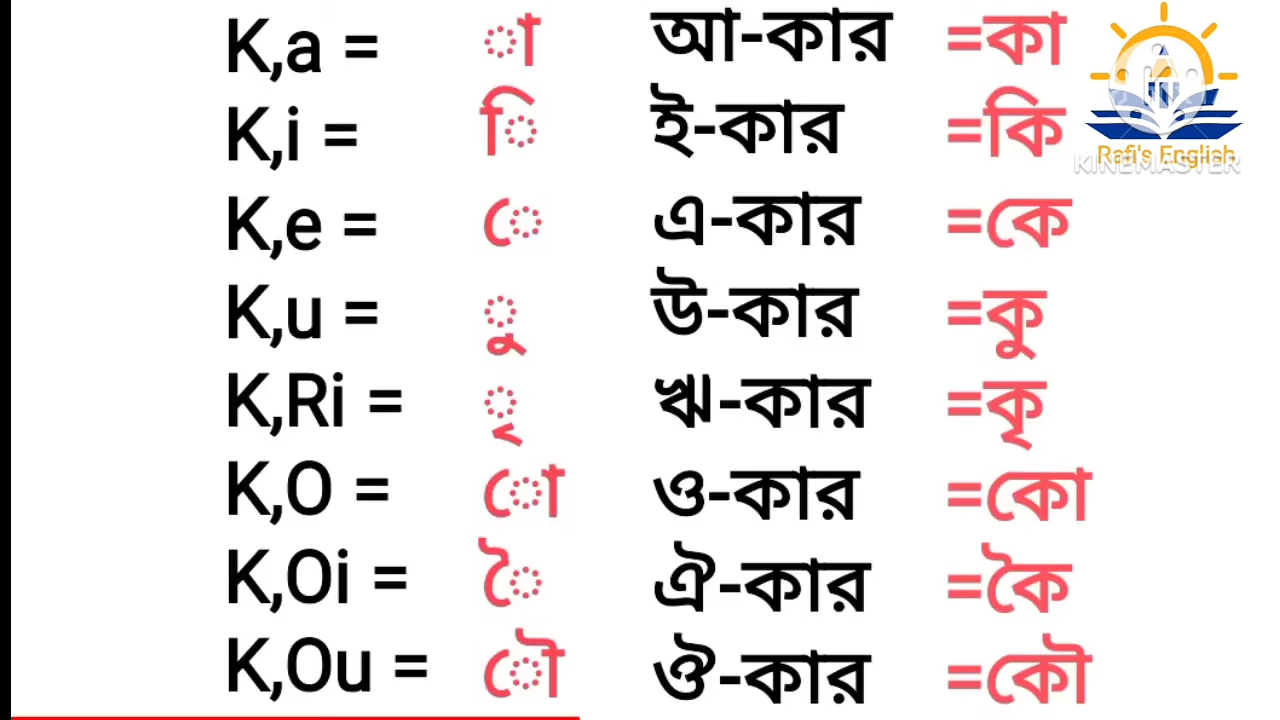 K,a = া আ-কার =কা
K,i = ি ই-কার =কি
K,e = ে এ-কার =কে
K,u = ু উ-কার =কু
K,Ri = ৃ ঋ-কার =কৃ
K,O = ো ও-কার =কো
K,Oi = ৈ ঐ-কার =কৈ
K,Ou = ৌ ঔ-কার =কৌ
Rafi's English
KINEMASTER